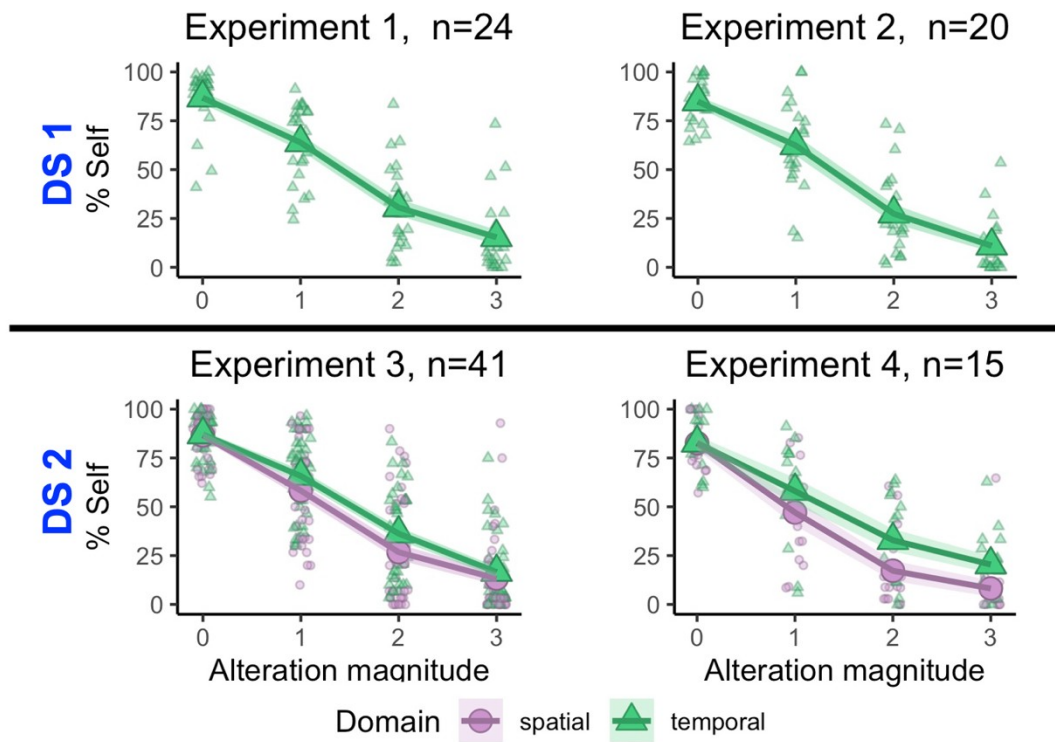 Experiment 1,  n=24
Experiment 2,  n=20
DS 1
% Self
100
75
50
25
0
0 1 2 3
100
75
50
25
0
0 1 2 3
Experiment 3, n=41
Experiment 4, n=15
DS 2
% Self
100
75
50
25
0
0 1 2 3
Alteration magnitude
100
75
50
25
0
0 1 2 3
Alteration magnitude
Domain spatial temporal